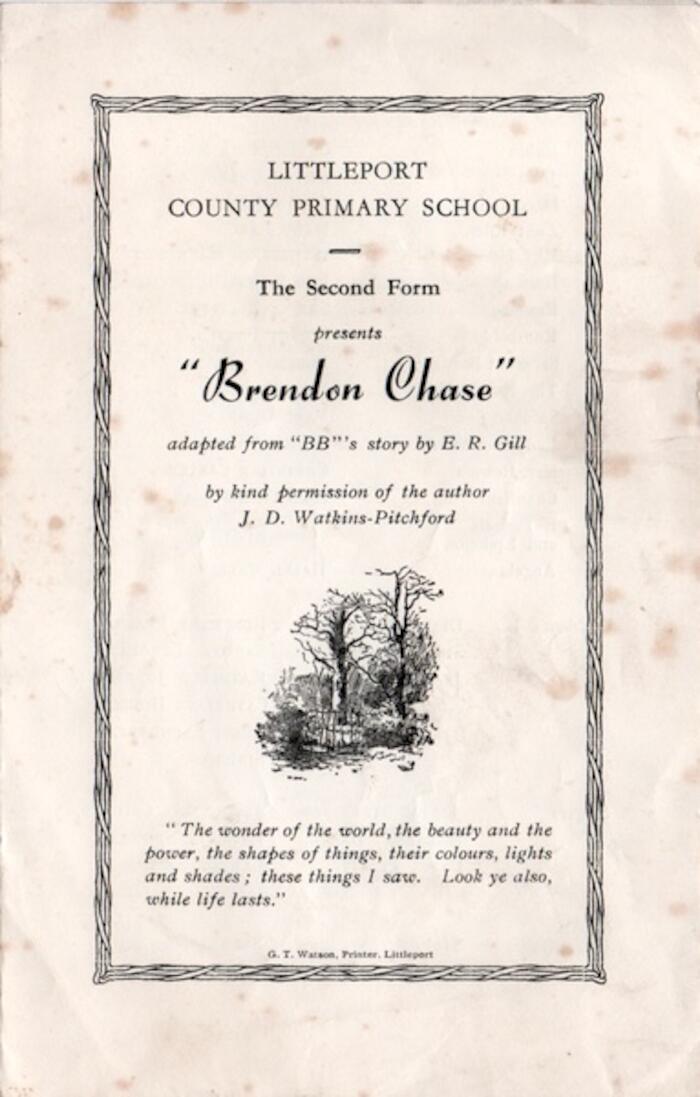 LITTLEPORT
COUNTY PRIMARY SCHOOL
The Second Form
presents
"Brendon Chase"
adapted from "BB"'s story by E. R. Gill
by kind permission of the author
J. D. Watkins-Pitchford
" The wonder of the world, the beauty and the
power, the shapes of things, their colours, lights
and shades ; these things I saw. Look ye also,
while life lasts."
G. T. Watson, Printer, Littleport